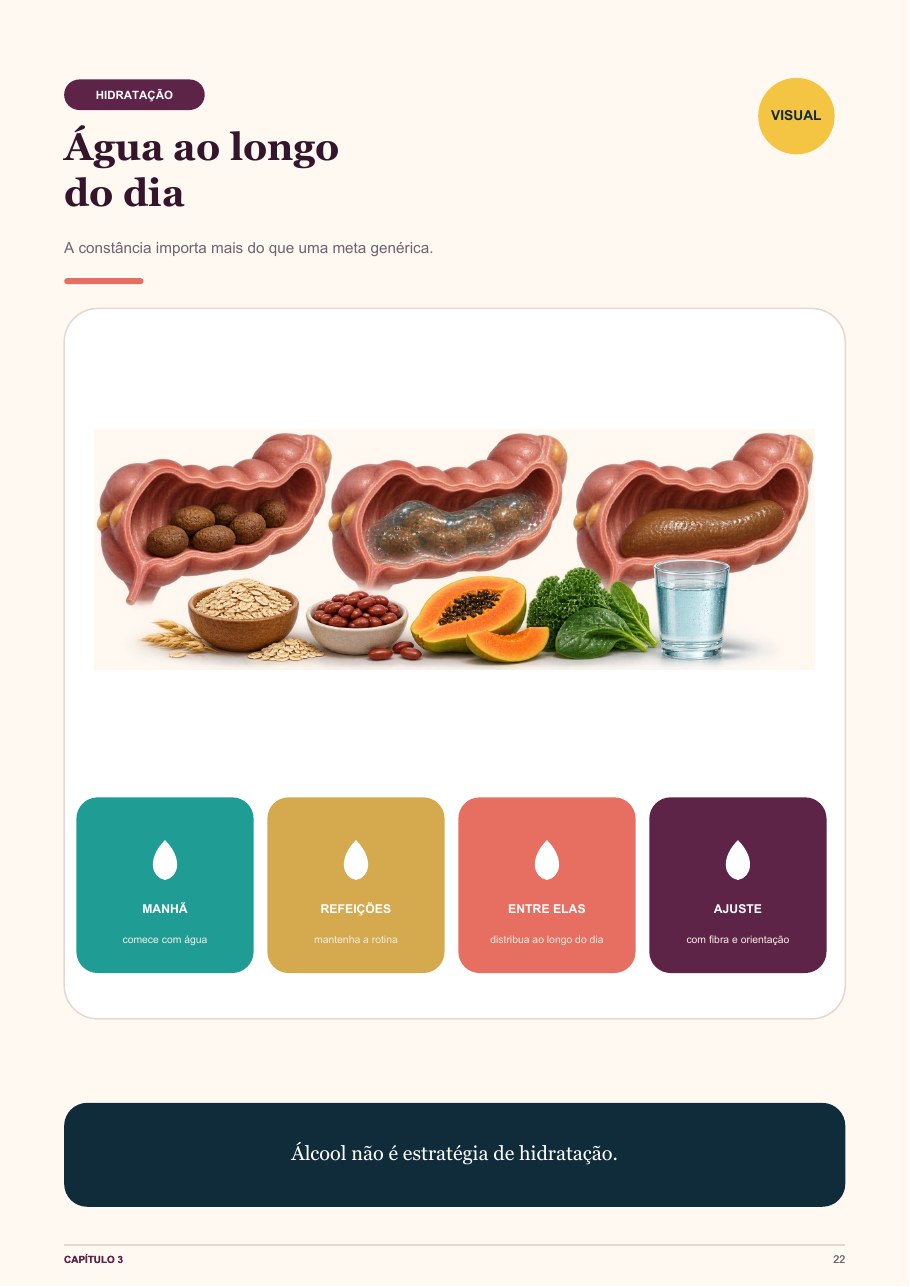 HIDRATAÇÃO
VISUAL
Água ao longo
do dia
A constância importa mais do que uma meta genérica.
MANHÃ
comece com água
REFEIÇÕES
mantenha a rotina
ENTRE ELAS
distribua ao longo do dia
AJUSTE
com fibra e orientação
Álcool não é estratégia de hidratação.
CAPÍTULO 3
22